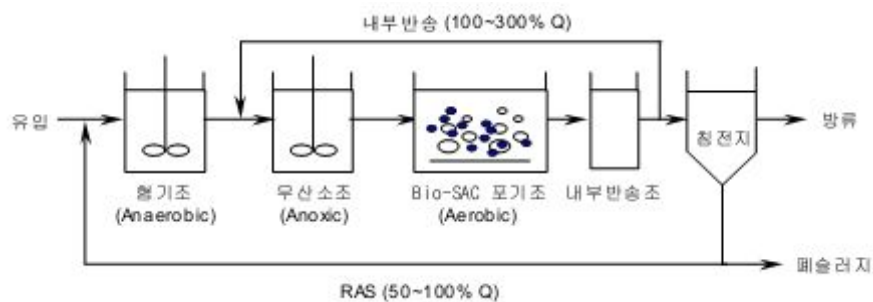 내부반송 (100~300% Q)
유입
방류
침전지
혐기조
(Anaerobic)
무산소조
(Anoxic)
Bio-SAC 포기조
(Aerobic)
내부반송조
폐슬러지
RAS (50~100% Q)